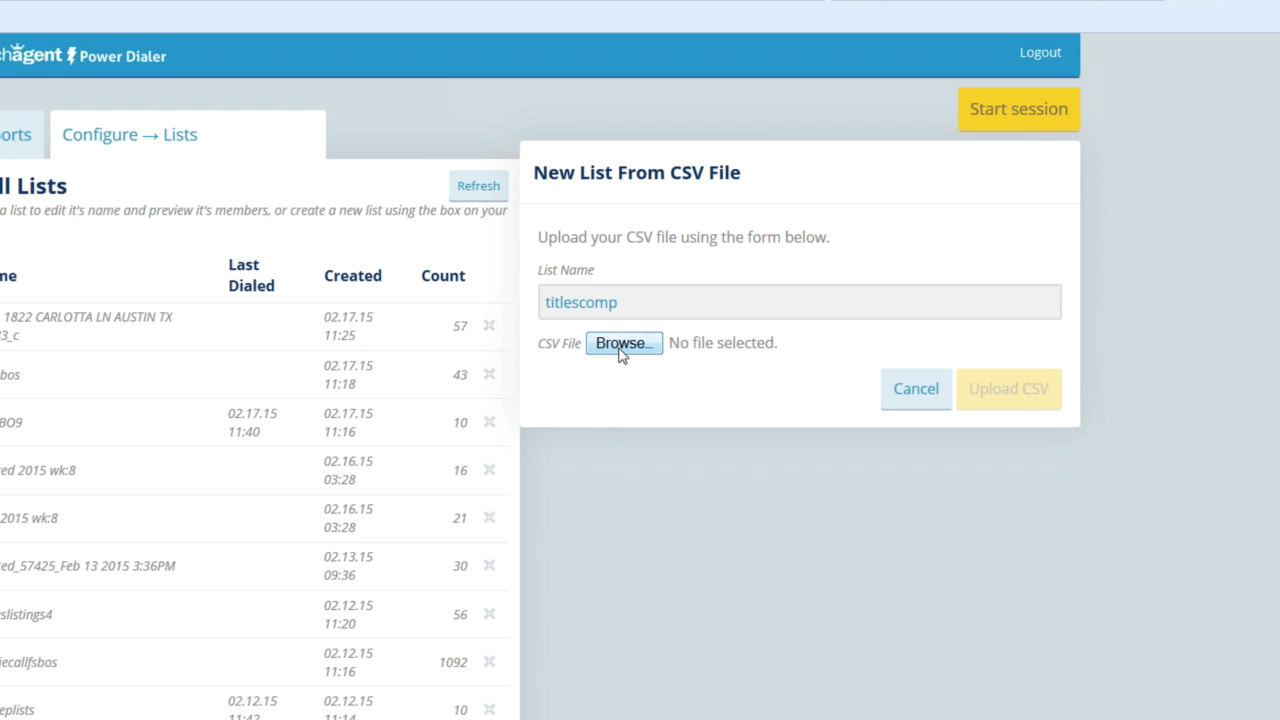 chagent Power Dialer
Logout
Start session
orts
Configure → Lists
ll Lists
Refresh
a list to edit it's name and preview it's members, or create a new list using the box on your
me
Last
Dialed
Created
Count
1822 CARLOTTA LN AUSTIN TX
3_c
02.17.15
11:25
57
bos
02.17.15
11:18
43
BO9
02.17.15
11:40
02.17.15
11:16
10
ed 2015 wk:8
02.16.15
03:28
16
2015 wk:8
02.16.15
03:28
21
ed_57425_Feb 13 2015 3:36PM
02.13.15
09:36
30
slistings4
02.12.15
11:20
56
iecallfsbos
02.12.15
11:16
1092
eplists
02.12.15
11:42
02.12.15
11:14
10
New List From CSV File
Upload your CSV file using the form below.
List Name
titlescomp
CSV File Browse... No file selected.
Cancel
Upload CSV